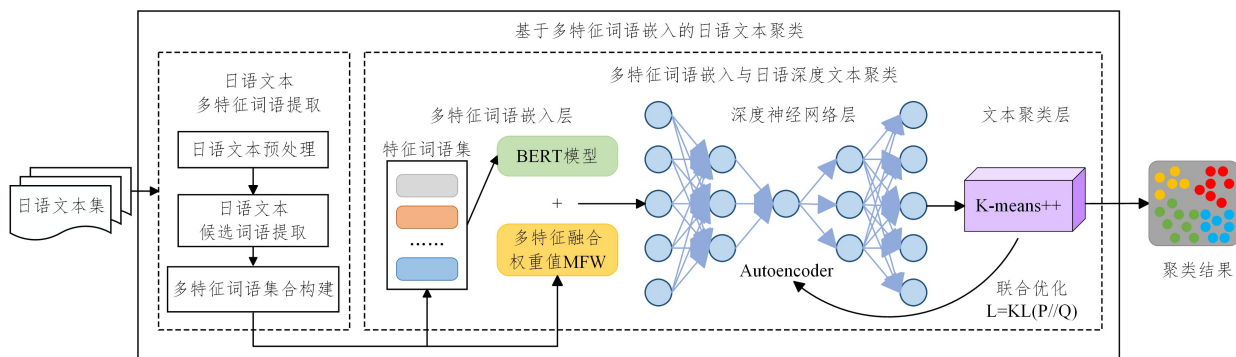 基于多特征词语嵌入的日语文本聚类
日语文本集
日语文本
多特征词语提取
日语文本预处理
日语文本
候选词语提取
多特征词语集合构建
多特征词语嵌入与日语深度文本聚类
多特征词语嵌入层
特征词语集
......
BERT模型
+
多特征融合
权重值MFW
深度神经网络层
Autoencoder
文本聚类层
K-means++
联合优化
L=KL(P//Q)
聚类结果